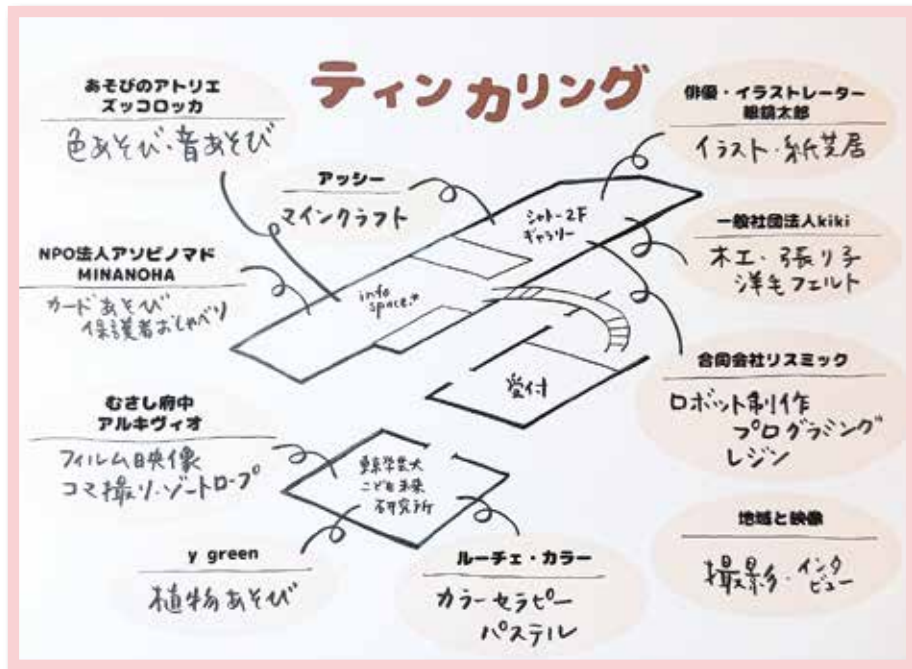 ティンカリング
あそびのアトリエ
ズッコロッカ
色あそび・音あそび
アッシー
マインクラフト
俳優・イラストレーター
眼鏡太郎
イラスト・紙芝居
NPO法人アソビノマド
MINANOHA
カードあそび
保護者おしゃべり
info
space.*
シャトー2F
ギャラリー
一般社団法人kiki
木工・張り子
羊毛フェルト
受付
合同会社リスミック
ロボット制作
プログラミング
レジン
むさし府中
アルキヴィオ
フィルム映像
コマ撮り・ゾートロープ
東京学芸大
こども未来
研究所
y green
植物あそび
ルーチェ・カラー
カラーセラピー
パステル
地域と映像
撮影・インタ
ビュー